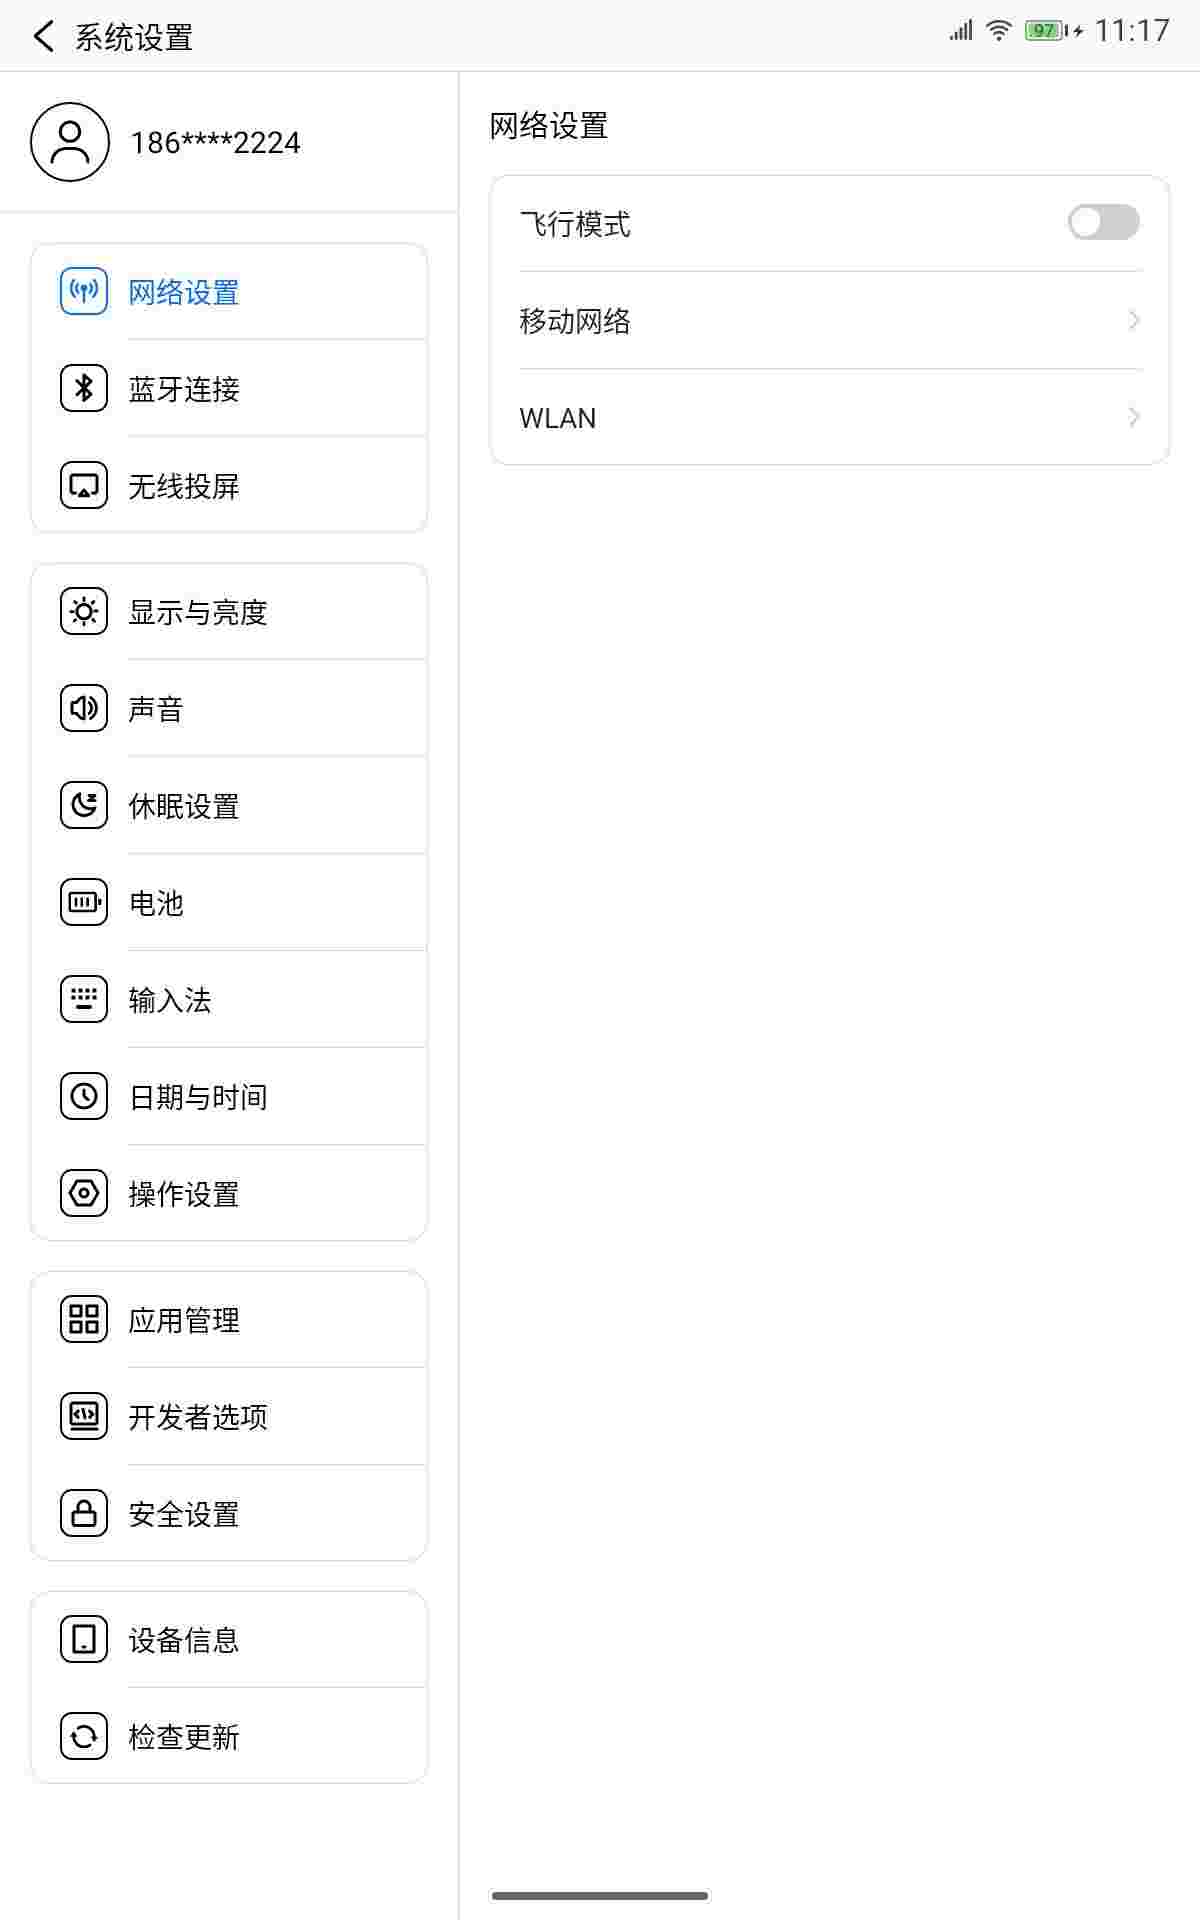 系统设置
97
11:17
186****2224
网络设置
蓝牙连接
无线投屏
显示与亮度
声音
休眠设置
电池
输入法
日期与时间
操作设置
应用管理
开发者选项
安全设置
设备信息
检查更新
网络设置
飞行模式
移动网络
WLAN